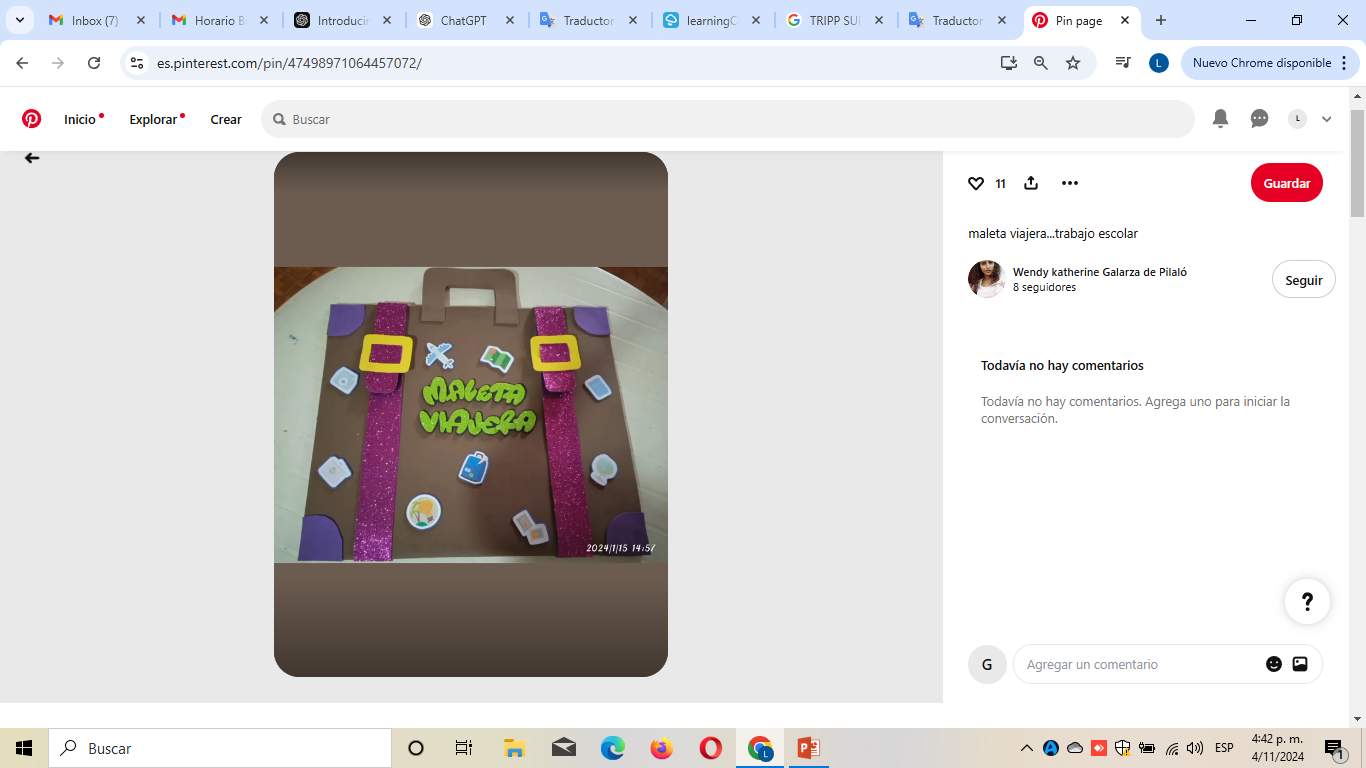 Inbox (7)
Horario B
Introducin
ChatGPT
Traductor
learningC
TRIPP SU
Traductor
Pin page
es.pinterest.com/pin/47498971064457072/
L
Nuevo Chrome disponible
Inicio
Explorar
Crear
Buscar
L
11
Guardar
maleta viajera...trabajo escolar
Wendy katherine Galarza de Pilaló
8 seguidores
Seguir
MALETA
VIAJERA
2024/1/15 14:57
Todavía no hay comentarios
Todavía no hay comentarios. Agrega uno para iniciar la
conversación.
?
G
Agregar un comentario
Buscar
ESP
4:42 p. m.
4/11/2024
1